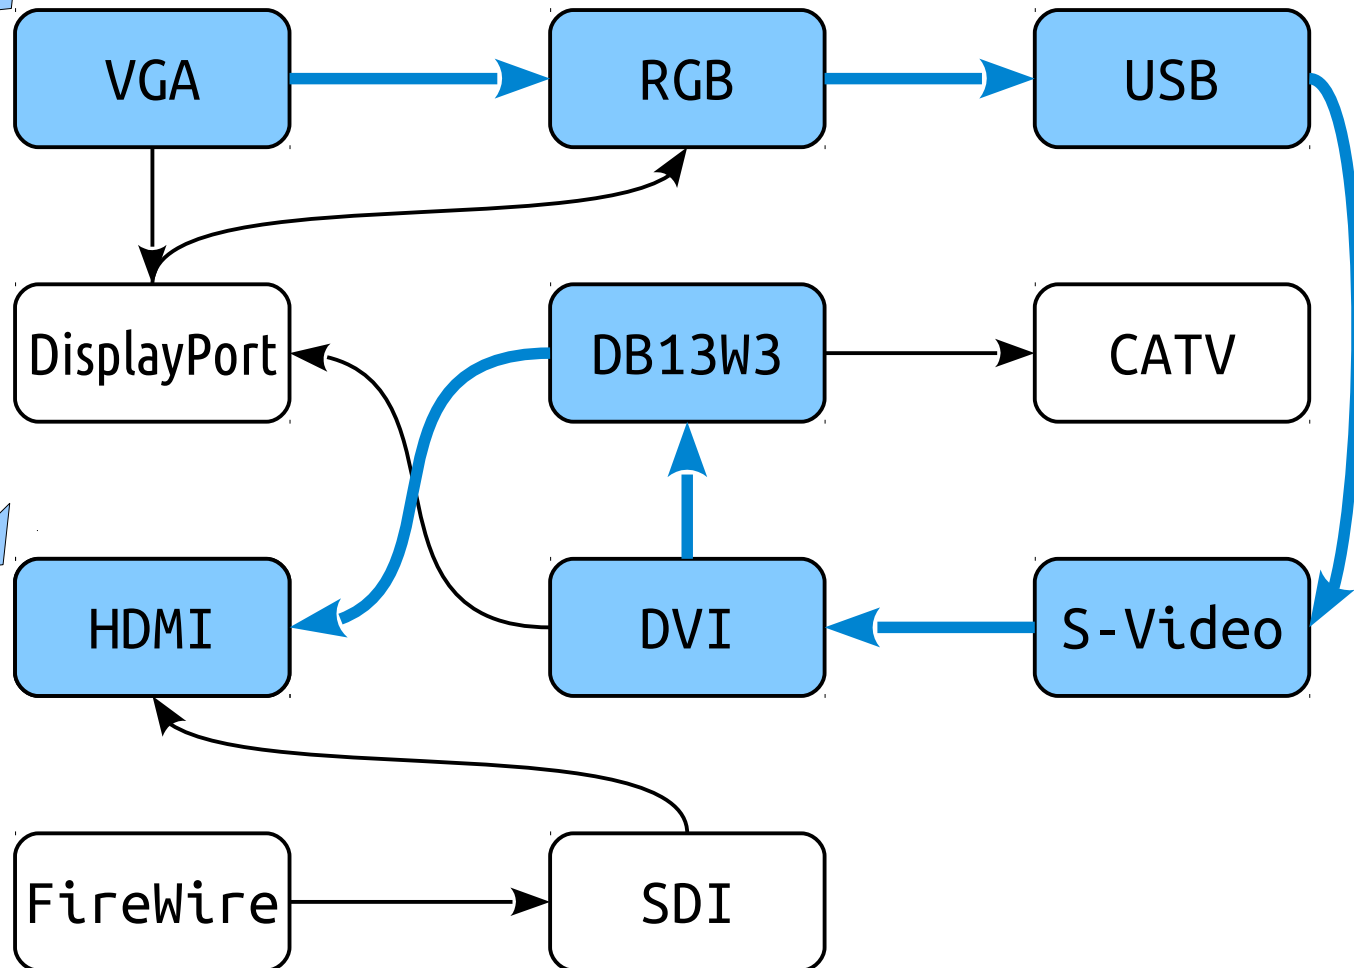 VGA
RGB
USB
DisplayPort
DB13W3
CATV
HDMI
DVI
S-Video
FireWire
SDI